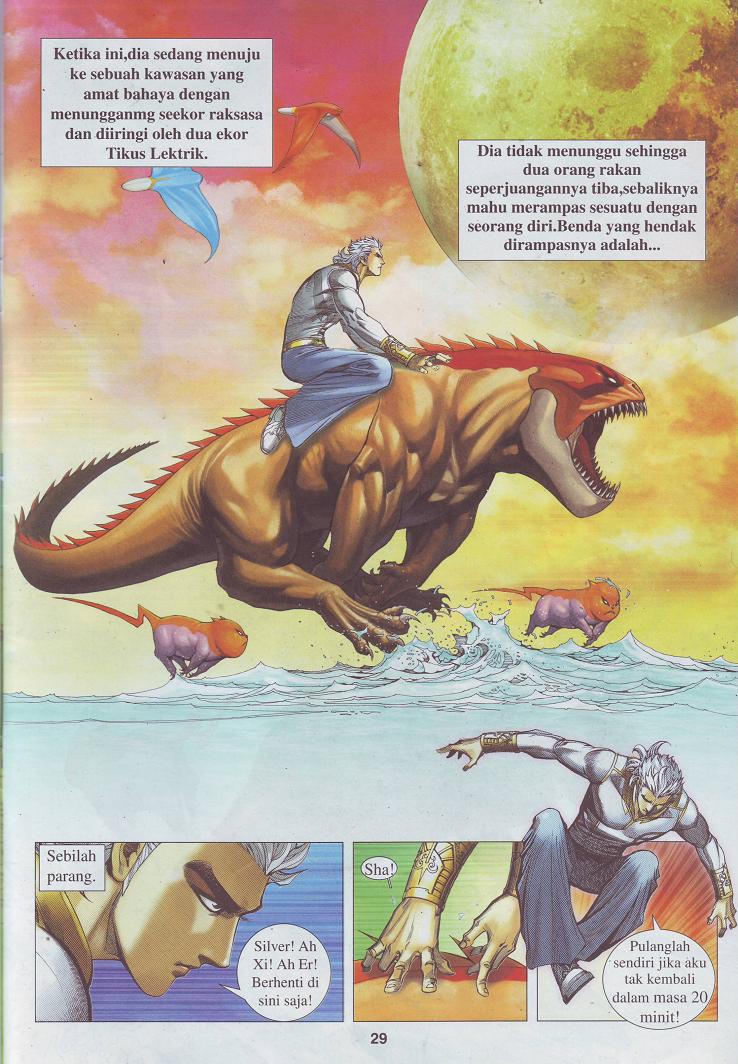 Ketika ini,dia sedang menuju
ke sebuah kawasan yang
amat bahaya dengan
menungganmg seekor raksasa
dan diiringi oleh dua ekor
Tikus Lektrik.
Dia tidak menunggu sehingga
dua orang rakan
seperjuangannya tiba,sebaliknya
mahu merampas sesuatu dengan
seorang diri.Benda yang hendak
dirampasnya adalah...
Sebilah
parang.
Silver! Ah
Xi! Ah Er!
Berhenti di
sini saja!
Sha!
Pulanglah
sendiri jika aku
tak kembali
dalam masa 20
minit!
29